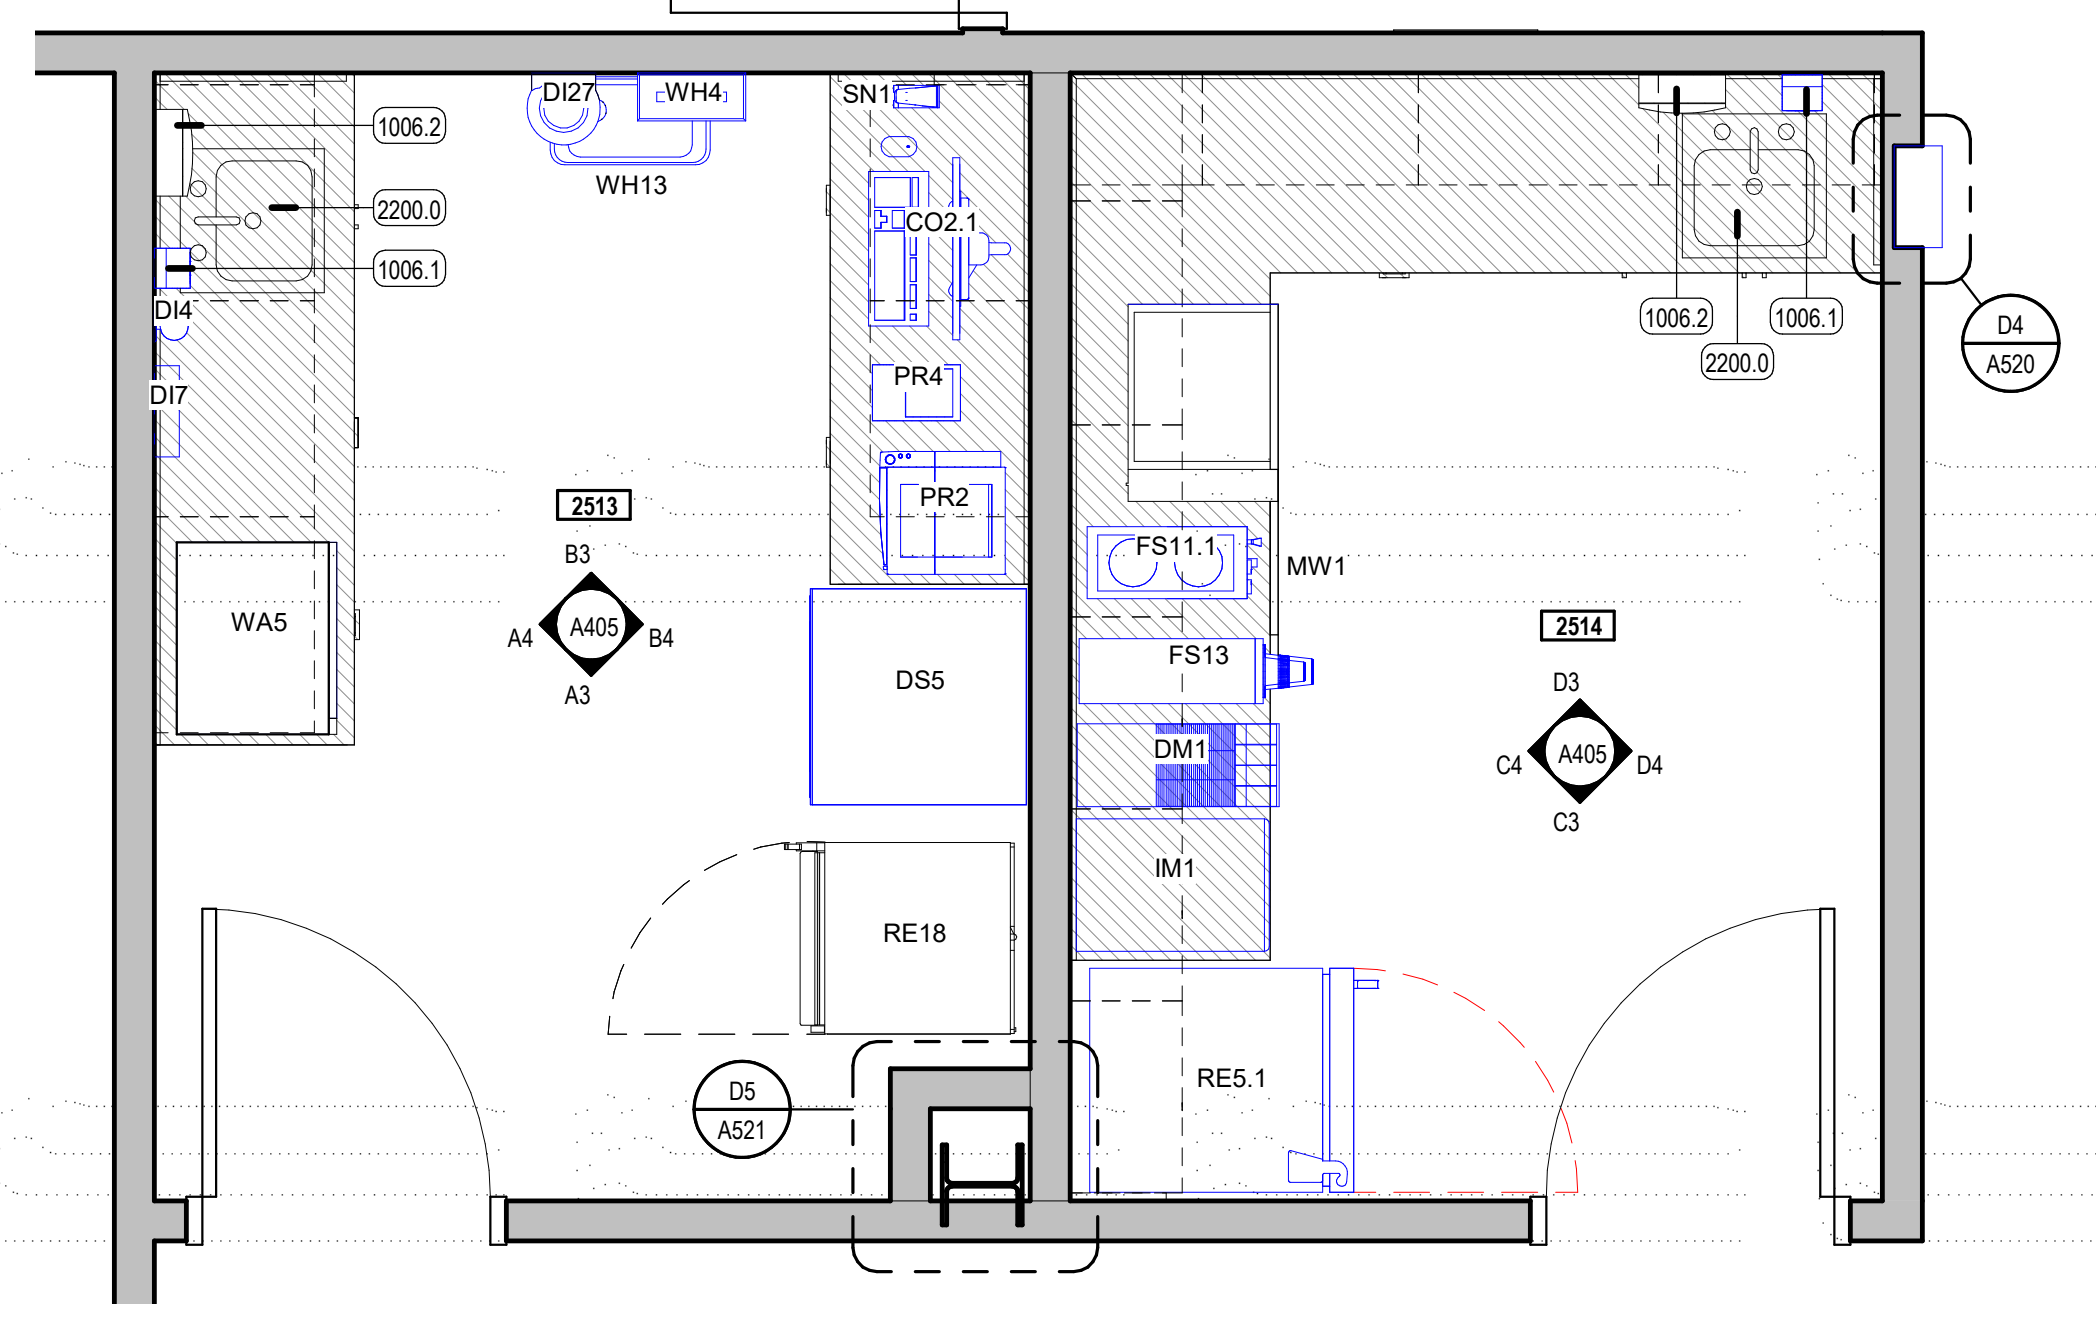 DI27
WH4
SN1
1006.2
WH13
2200.0
CO2.1
1006.1
DI4
1006.2
1006.1
D4
A520
2200.0
DI7
PR4
PR2
2513
B3
FS11.1
MW1
WA5
A4
A405
B4
2514
A3
DS5
FS13
D3
DM1
C4
A405
D4
C3
IM1
RE18
RE5.1
D5
A521